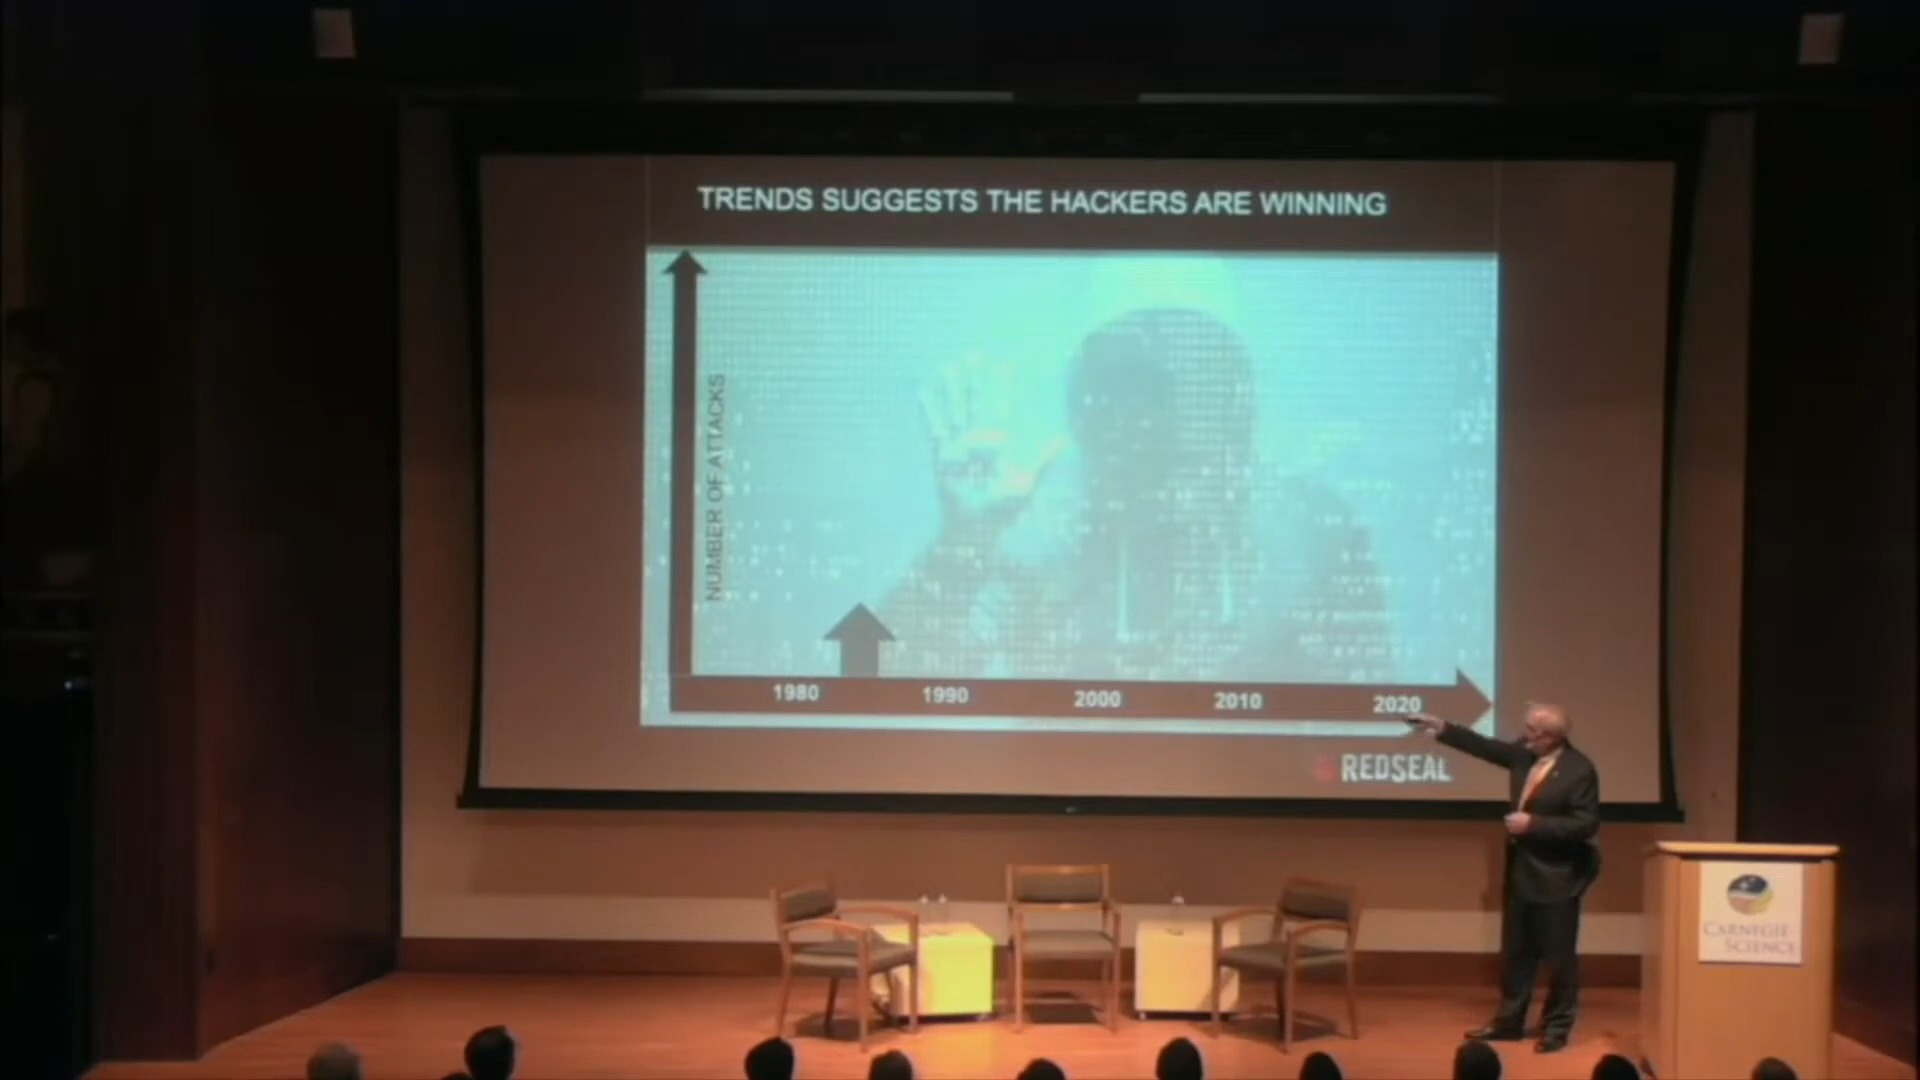 TRENDS SUGGESTS THE HACKERS ARE WINNING
NUMBER OF ATTACKS
1980 1990 2000 2010 2020
REDSEAL
CARNEGIE
SCIENCE